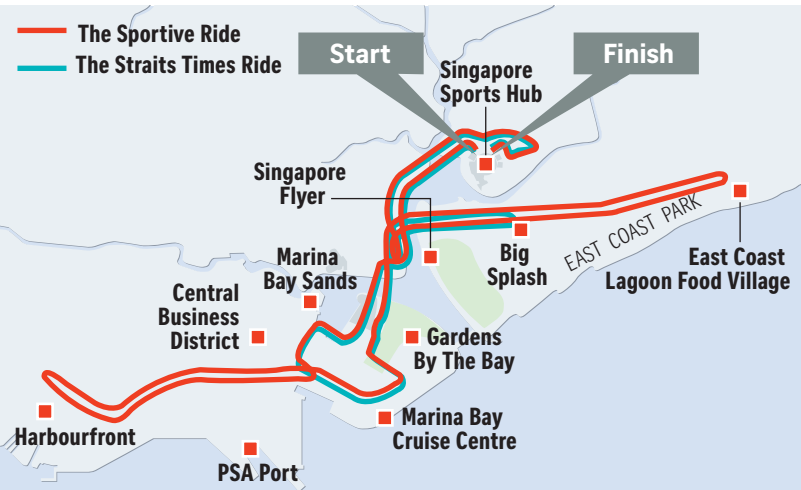 The Sportive Ride
The Straits Times Ride
Start
Finish
Singapore
Sports Hub
Singapore
Flyer
EAST COAST PARK
Big
Splash
East Coast
Lagoon Food Village
Marina
Bay Sands
Central
Business
District
Gardens
By The Bay
Harbourfront
Marina Bay
Cruise Centre
PSA Port